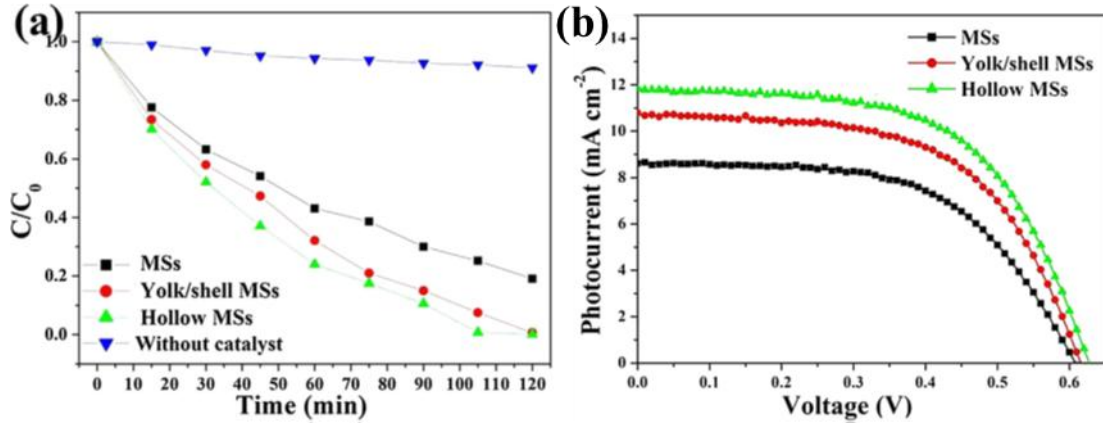 (a)
1.0
0.8
0.6
0.4
0.2
0.0
C/C₀
MSs
Yolk/shell MSs
Hollow MSs
Without catalyst
0 10 20 30 40 50 60 70 80 90 100 110 120
Time (min)
(b)
14
12
10
8
6
4
2
0
Photocurrent (mA cm⁻²)
MSs
Yolk/shell MSs
Hollow MSs
0.0 0.1 0.2 0.3 0.4 0.5 0.6
Voltage (V)